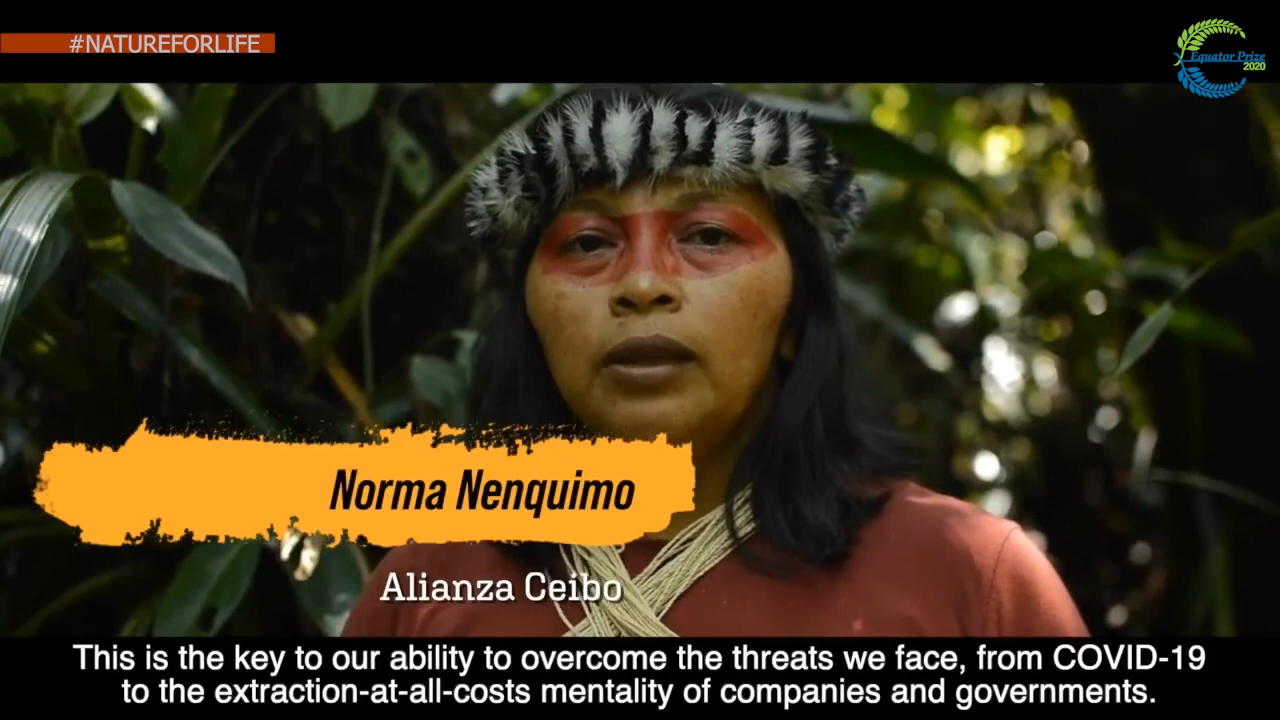 #NATUREFORLIFE
Equator Prize
2020
Norma Nenquimo
Alianza Ceibo
This is the key to our ability to overcome the threats we face, from COVID-19
to the extraction-at-all-costs mentality of companies and governments.